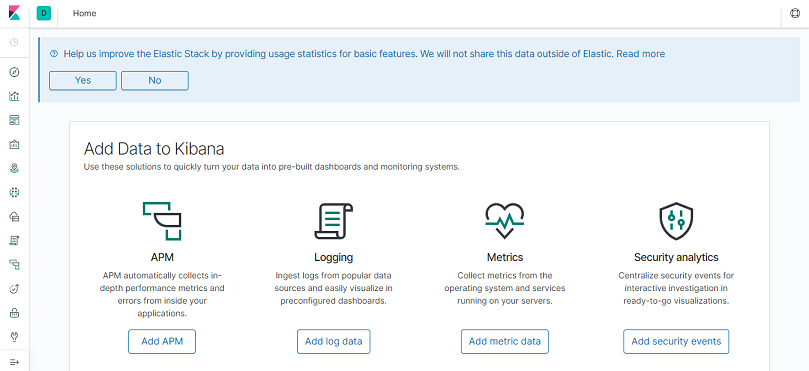 D Home
Help us improve the Elastic Stack by providing usage statistics for basic features. We will not share this data outside of Elastic. Read more
Yes No
Add Data to Kibana
Use these solutions to quickly turn your data into pre-built dashboards and monitoring systems.
APM
APM automatically collects in-
depth performance metrics and
errors from inside your
applications.
Add APM
Logging
Ingest logs from popular data
sources and easily visualize in
preconfigured dashboards.
Add log data
Metrics
Collect metrics from the
operating system and services
running on your servers.
Add metric data
Security analytics
Centralize security events for
interactive investigation in
ready-to-go visualizations.
Add security events